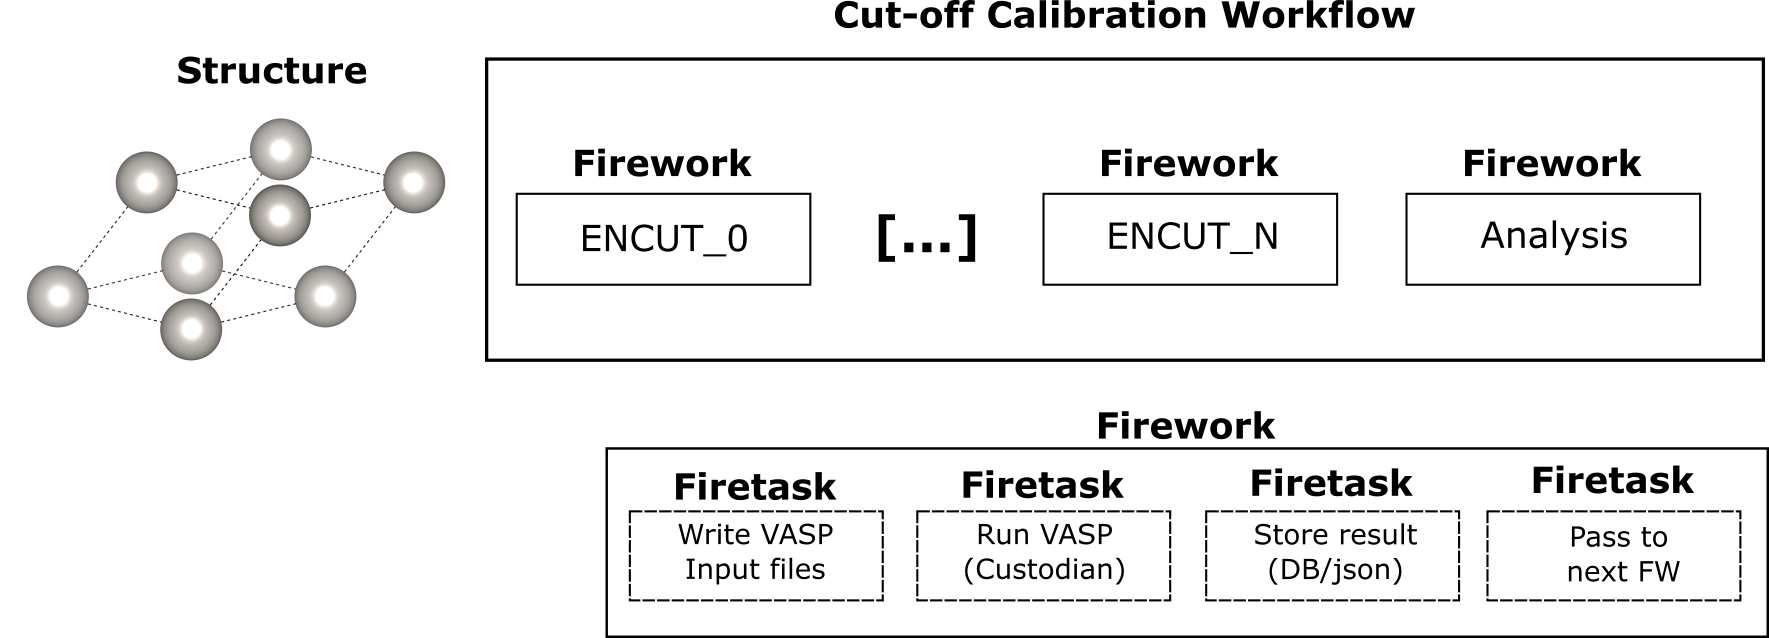 Cut-off Calibration Workflow
Structure
Firework
ENCUT_0
[...]
Firework
ENCUT_N
Firework
Analysis
Firework
Firetask
Write VASP
Input files
Firetask
Run VASP
(Custodian)
Firetask
Store result
(DB/json)
Firetask
Pass to
next FW